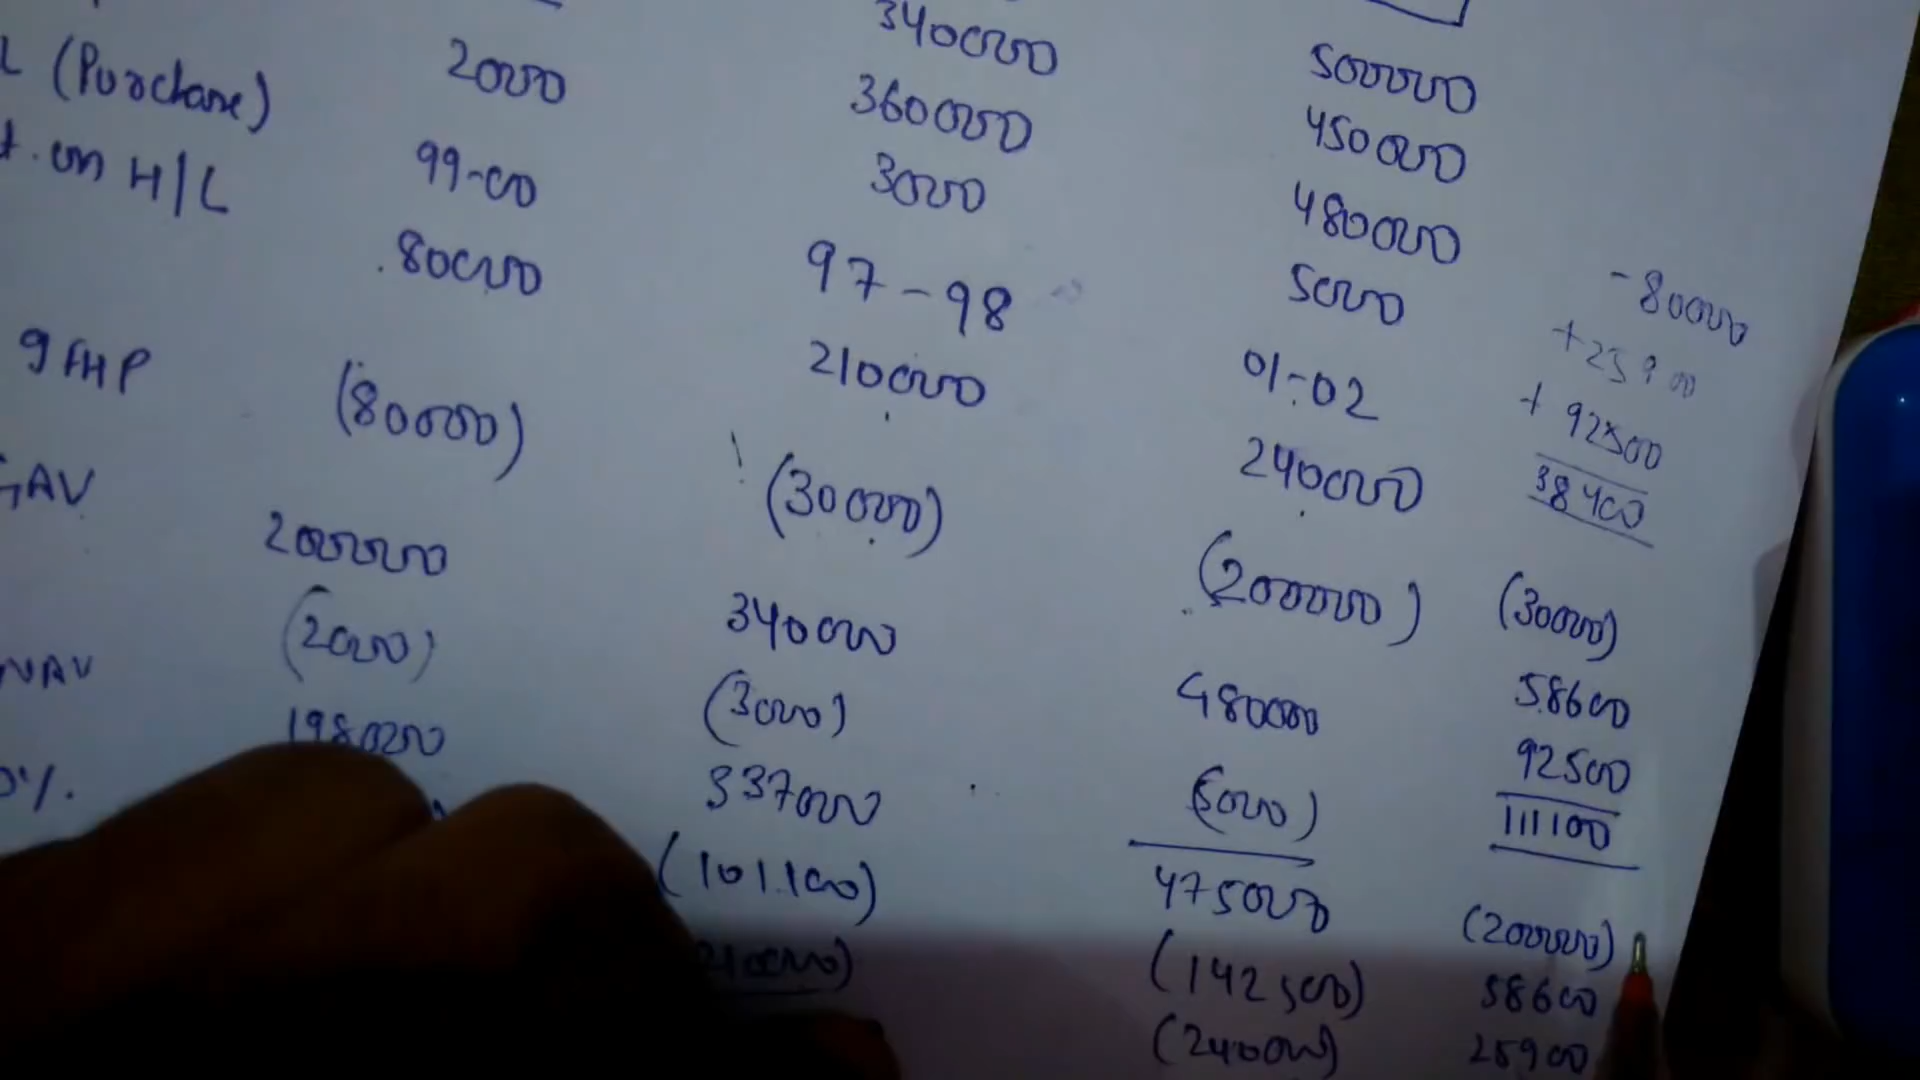 340000 500000
(Purchase) 2000 360000 450000
on H/L 99-00 3000 480000
80000 97-98 5000 -80000
210000 01-02 +25900
IFHP (80000) 240000 +92500
(30000) 38400
GAV 200000 (200000) (30000)
(2000) 340000 480000 58600
NAV 198000 (3000) (5000) 92500
337000 111100
(101100) 475000 (200000)
(142500) 58600
(240000) 25900